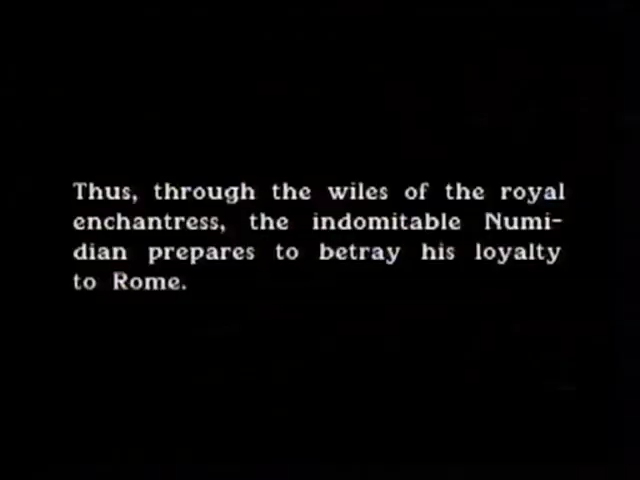 Thus, through the wiles of the royal
enchantress, the indomitable Numi-
dian prepares to betray his loyalty
to Rome.